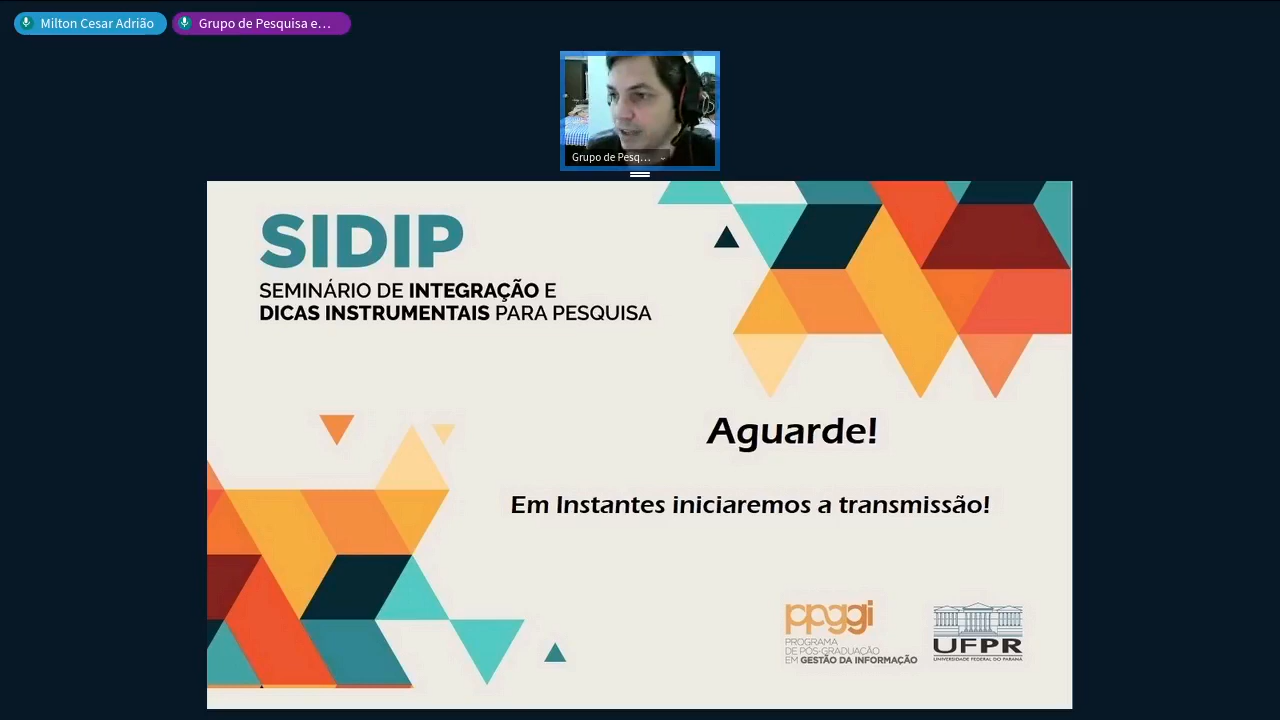 Milton Cesar Adrião
Grupo de Pesquisa e...
Grupo de Pesq...
SIDIP
SEMINÁRIO DE INTEGRAÇÃO E
DICAS INSTRUMENTAIS PARA PESQUISA
Aguarde!
Em Instantes iniciaremos a transmissão!
ppggi
PROGRAMA
DE PÓS-GRADUAÇÃO
EM GESTÃO DA INFORMAÇÃO
UFPR
UNIVERSIDADE FEDERAL DO PARANÁ